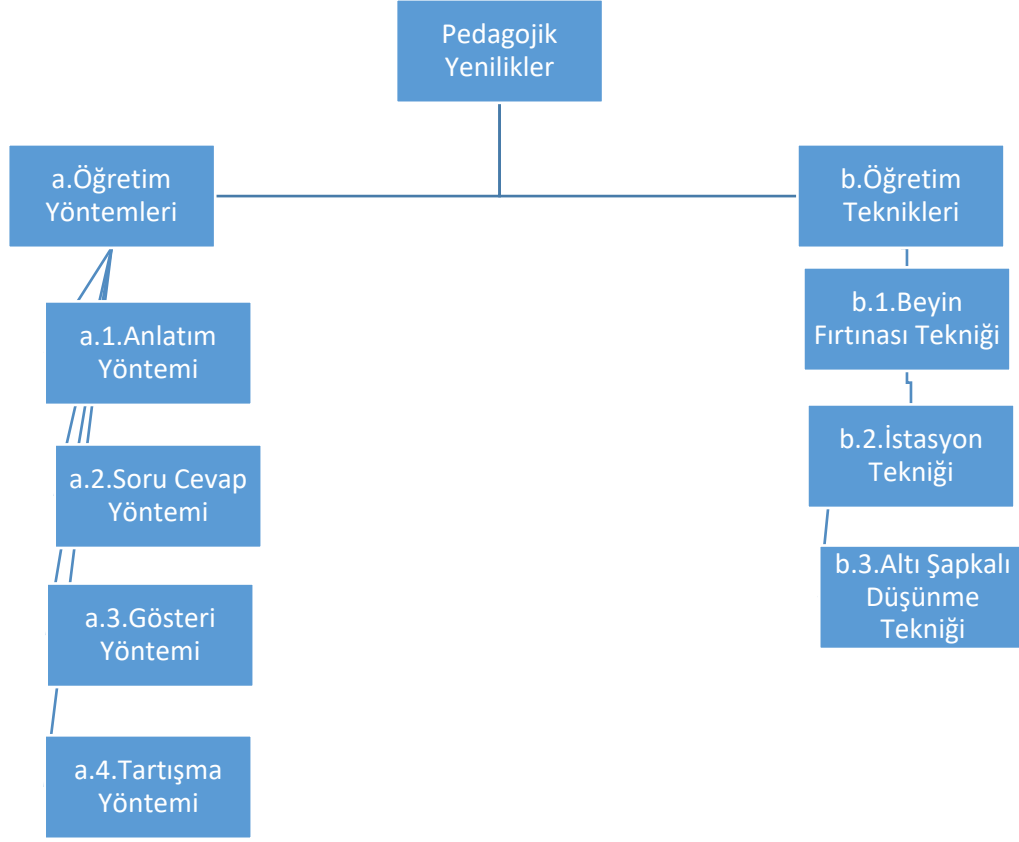 Pedagojik
Yenilikler
a.Öğretim
Yöntemleri
a.1.Anlatım
Yöntemi
a.2.Soru Cevap
Yöntemi
a.3.Gösteri
Yöntemi
a.4.Tartışma
Yöntemi
b.Öğretim
Teknikleri
b.1.Beyin
Fırtınası Tekniği
b.2.İstasyon
Tekniği
b.3.Altı Şapkalı
Düşünme
Tekniği